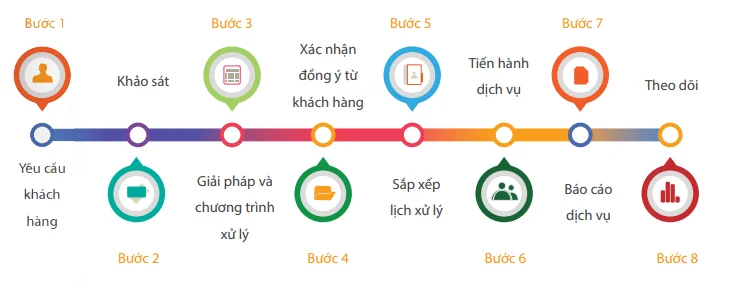 Bước 1
Yêu cầu
khách
hàng
Khảo sát
Bước 2
Bước 3
Giải pháp và
chương trình
xử lý
Xác nhận
đồng ý từ
khách hàng
Bước 4
Bước 5
Sắp xếp
lịch xử lý
Tiến hành
dịch vụ
Bước 6
Bước 7
Báo cáo
dịch vụ
Theo dõi
Bước 8